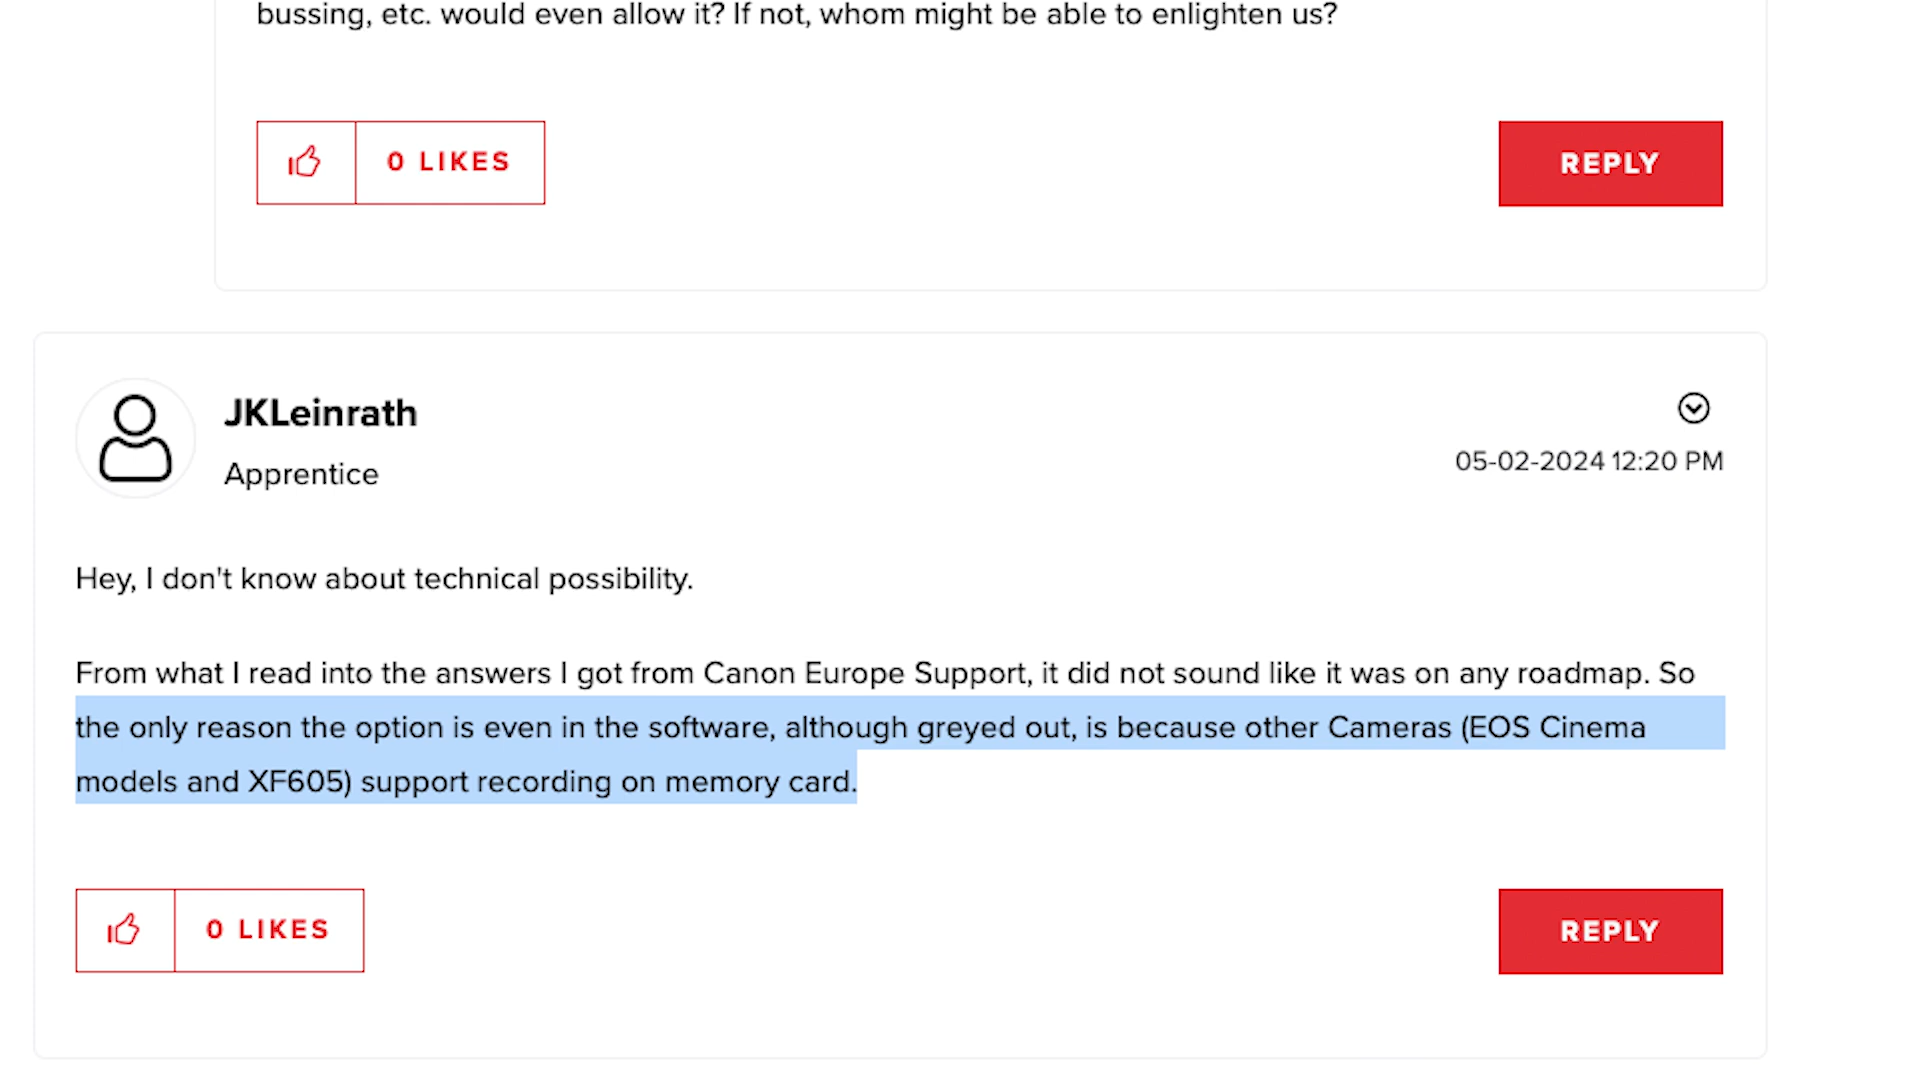 bussing, etc. would even allow it? If not, whom might be able to enlighten us?
0 LIKES
REPLY
JKLeinrath
Apprentice
05-02-2024 12:20 PM
Hey, I don't know about technical possibility.
From what I read into the answers I got from Canon Europe Support, it did not sound like it was on any roadmap. So
the only reason the option is even in the software, although greyed out, is because other Cameras (EOS Cinema
models and XF605) support recording on memory card.
0 LIKES
REPLY